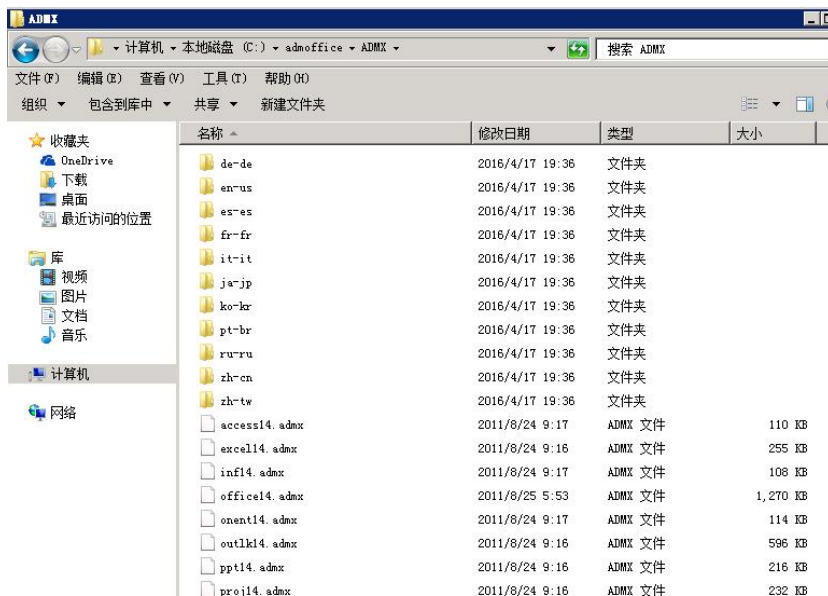 ADMX
计算机 本地磁盘 (C:) admoffice ADMX 搜索 ADMX
文件(F) 编辑(E) 查看(V) 工具(T) 帮助(H)
组织 包含到库中 共享 新建文件夹
收藏夹
OneDrive
下载
桌面
最近访问的位置
库
视频
图片
文档
音乐
计算机
网络
名称 修改日期 类型 大小
de-de 2016/4/17 19:36 文件夹
en-us 2016/4/17 19:36 文件夹
es-es 2016/4/17 19:36 文件夹
fr-fr 2016/4/17 19:36 文件夹
it-it 2016/4/17 19:36 文件夹
ja-jp 2016/4/17 19:36 文件夹
ko-kr 2016/4/17 19:36 文件夹
pt-br 2016/4/17 19:36 文件夹
ru-ru 2016/4/17 19:36 文件夹
zh-cn 2016/4/17 19:36 文件夹
zh-tw 2016/4/17 19:36 文件夹
access14.admx 2011/8/24 9:17 ADMX 文件 110 KB
excel14.admx 2011/8/24 9:16 ADMX 文件 255 KB
inf14.admx 2011/8/24 9:17 ADMX 文件 108 KB
office14.admx 2011/8/25 5:53 ADMX 文件 1,270 KB
onent14.admx 2011/8/24 9:17 ADMX 文件 114 KB
outlk14.admx 2011/8/24 9:16 ADMX 文件 596 KB
ppt14.admx 2011/8/24 9:16 ADMX 文件 216 KB
proj14.admx 2011/8/24 9:16 ADMX 文件 232 KB